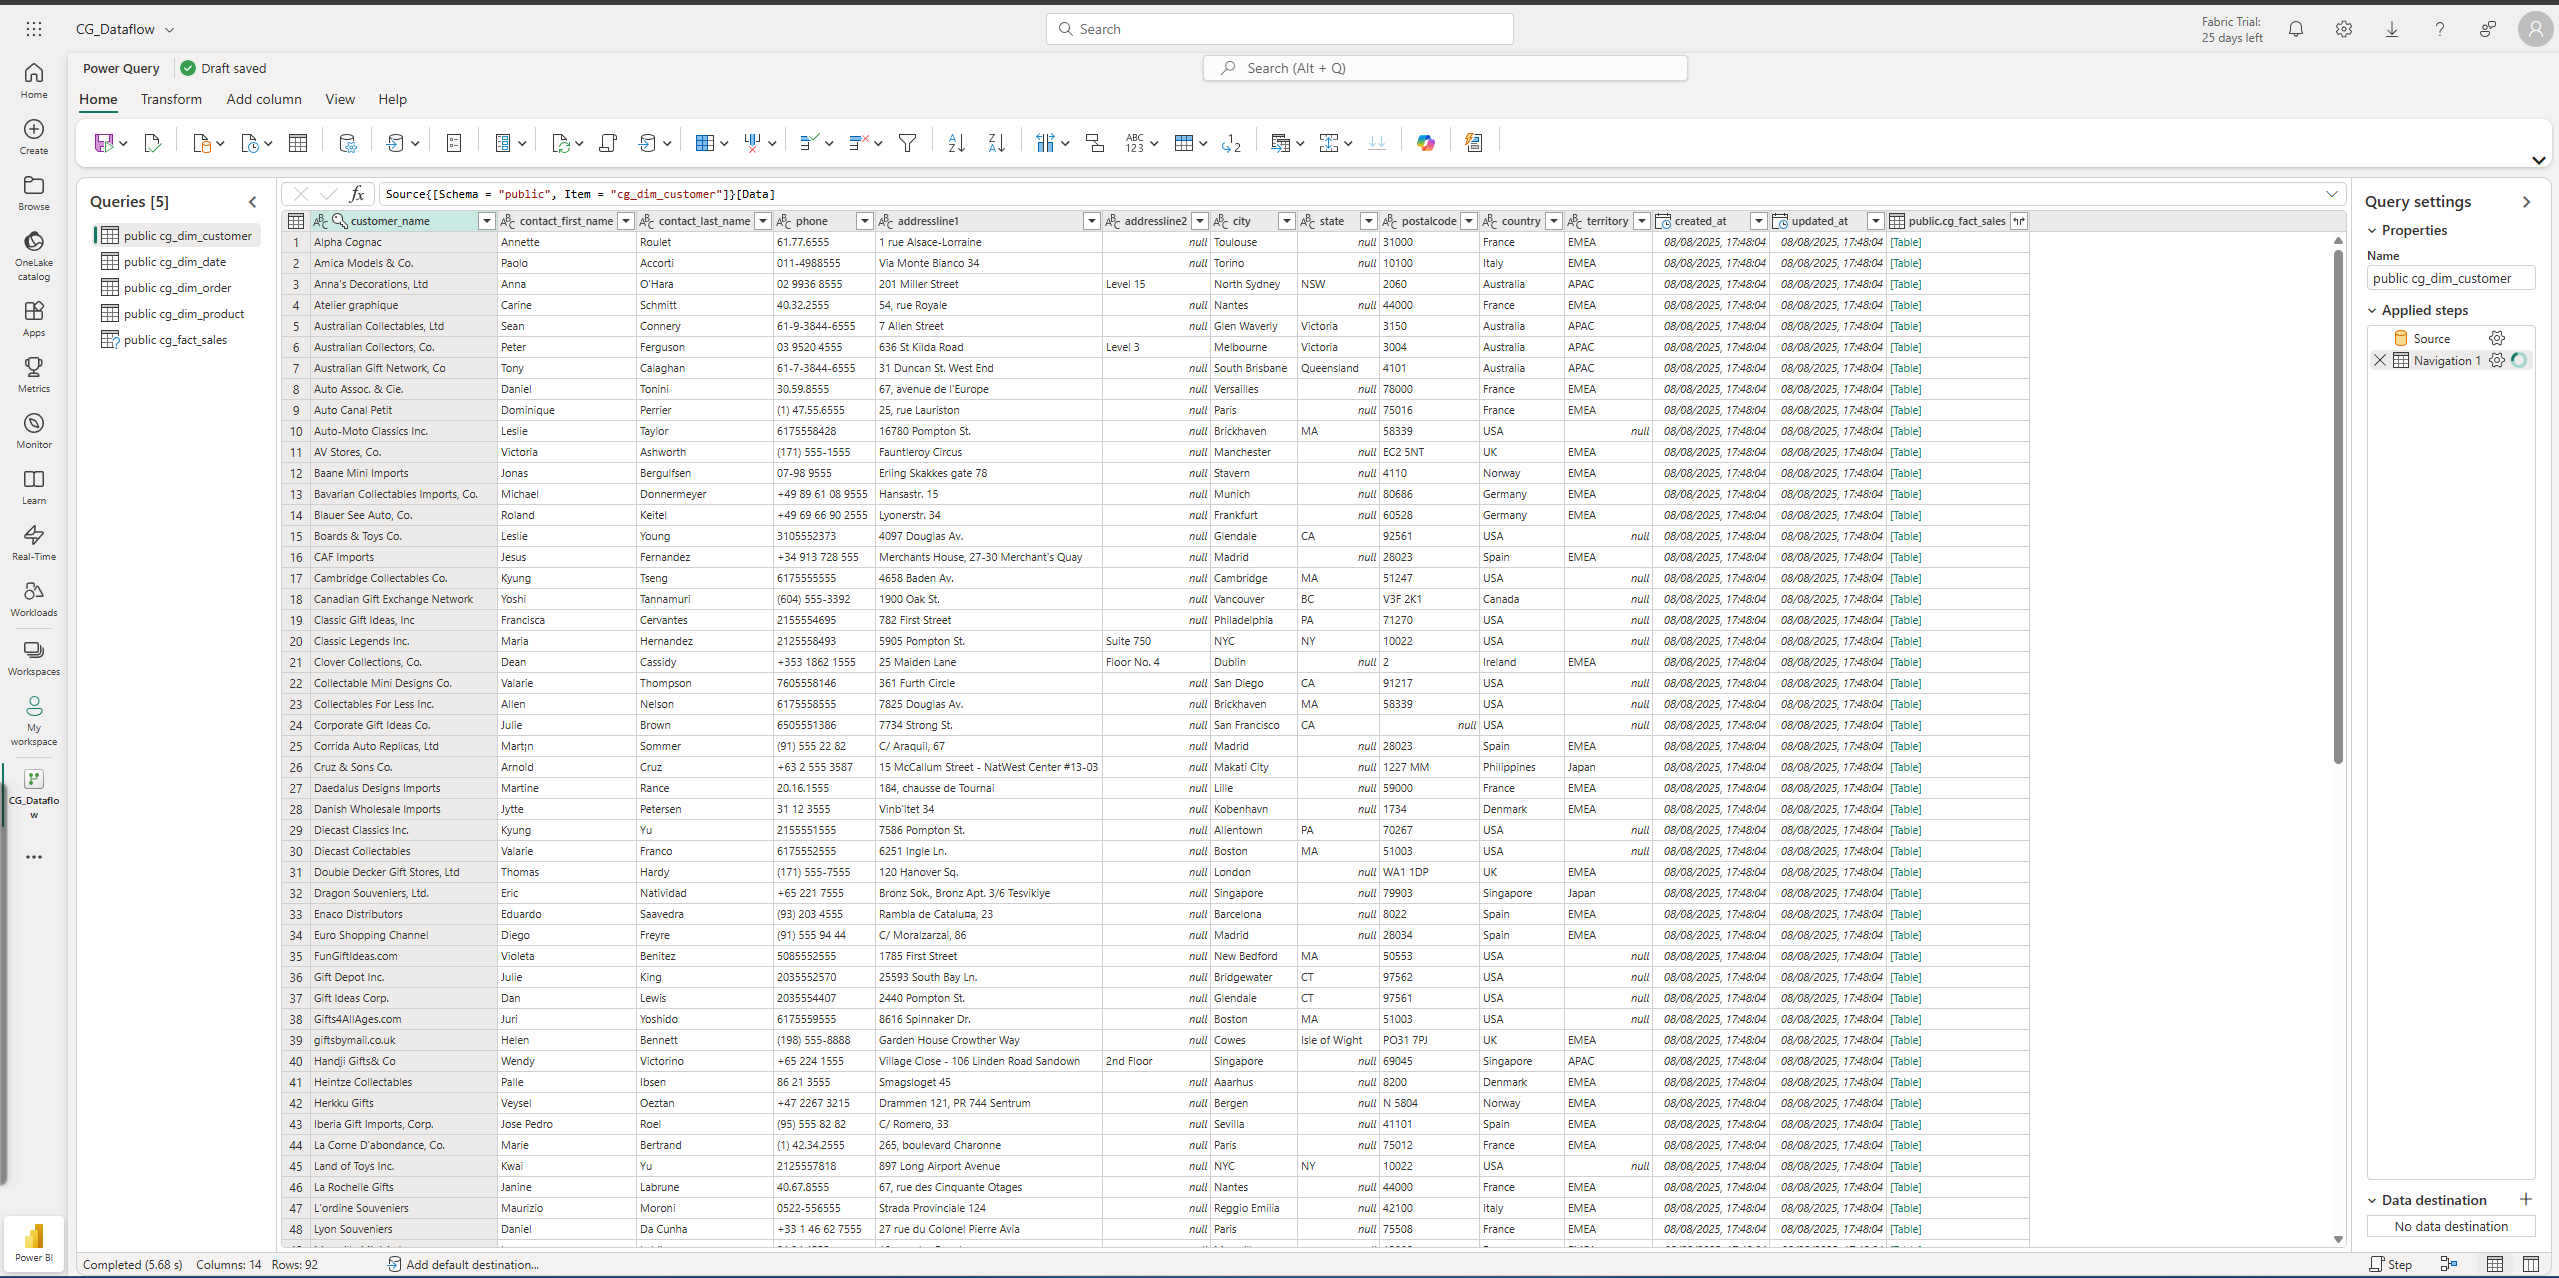 CG_Dataflow
Search
Fabric Trial:
25 days left
Power Query
Draft saved
Search (Alt + Q)
Home
Transform
Add column
View
Help
Home
Create
Browse
OneLake
catalog
Apps
Metrics
Monitor
Learn
Real-Time
Workloads
Workspaces
My
workspace
CG_Dataflo
w
Power BI
Queries [5]
public cg_dim_customer
public cg_dim_date
public cg_dim_order
public cg_dim_product
public cg_fact_sales
Source{[Schema = "public", Item = "cg_dim_customer"]}[Data]
customer_name contact_first_name contact_last_name phone addressline1 addressline2 city state postalcode country territory created_at updated_at public.cg_fact_sales
1 Alpha Cognac Annette Roulet 61.77.6555 1 rue Alsace-Lorraine null Toulouse null 31000 France EMEA 08/08/2025, 17:48:04 08/08/2025, 17:48:04 [Table]
2 Amica Models & Co. Paolo Accorti 011-4988555 Via Monte Bianco 34 null Torino null 10100 Italy EMEA 08/08/2025, 17:48:04 08/08/2025, 17:48:04 [Table]
3 Anna's Decorations, Ltd Anna O'Hara 02 9936 8555 201 Miller Street Level 15 North Sydney NSW 2060 Australia APAC 08/08/2025, 17:48:04 08/08/2025, 17:48:04 [Table]
4 Atelier graphique Carine Schmitt 40.32.2555 54, rue Royale null Nantes null 44000 France EMEA 08/08/2025, 17:48:04 08/08/2025, 17:48:04 [Table]
5 Australian Collectables, Ltd Sean Connery 61-9-3844-6555 7 Allen Street null Glen Waverly Victoria 3150 Australia APAC 08/08/2025, 17:48:04 08/08/2025, 17:48:04 [Table]
6 Australian Collectors, Co. Peter Ferguson 03 9520 4555 636 St Kilda Road Level 3 Melbourne Victoria 3004 Australia APAC 08/08/2025, 17:48:04 08/08/2025, 17:48:04 [Table]
7 Australian Gift Network, Co Tony Calaghan 61-7-3844-6555 31 Duncan St. West End null South Brisbane Queensland 4101 Australia APAC 08/08/2025, 17:48:04 08/08/2025, 17:48:04 [Table]
8 Auto Assoc. & Cie. Daniel Tonini 30.59.8555 67, avenue de l'Europe null Versailles null 78000 France EMEA 08/08/2025, 17:48:04 08/08/2025, 17:48:04 [Table]
9 Auto Canal Petit Dominique Perrier (1) 47.55.6555 25, rue Lauriston null Paris null 75016 France EMEA 08/08/2025, 17:48:04 08/08/2025, 17:48:04 [Table]
10 Auto-Moto Classics Inc. Leslie Taylor 6175558428 16780 Pompton St. null Brickhaven MA 58339 USA null 08/08/2025, 17:48:04 08/08/2025, 17:48:04 [Table]
11 AV Stores, Co. Victoria Ashworth (171) 555-1555 Fauntleroy Circus null Manchester null EC2 5NT UK EMEA 08/08/2025, 17:48:04 08/08/2025, 17:48:04 [Table]
12 Baane Mini Imports Jonas Bergulfsen 07-98 9555 Erling Skakkes gate 78 null Stavern null 4110 Norway EMEA 08/08/2025, 17:48:04 08/08/2025, 17:48:04 [Table]
13 Bavarian Collectables Imports, Co. Michael Donnermeyer +49 89 61 08 9555 Hansastr. 15 null Munich null 80686 Germany EMEA 08/08/2025, 17:48:04 08/08/2025, 17:48:04 [Table]
14 Blauer See Auto, Co. Roland Keitel +49 69 66 90 2555 Lyonerstr. 34 null Frankfurt null 60528 Germany EMEA 08/08/2025, 17:48:04 08/08/2025, 17:48:04 [Table]
15 Boards & Toys Co. Leslie Young 3105552373 4097 Douglas Av. null Glendale CA 92561 USA null 08/08/2025, 17:48:04 08/08/2025, 17:48:04 [Table]
16 CAF Imports Jesus Fernandez +34 913 728 555 Merchants House, 27-30 Merchant's Quay null Madrid null 28023 Spain EMEA 08/08/2025, 17:48:04 08/08/2025, 17:48:04 [Table]
17 Cambridge Collectables Co. Kyung Tseng 6175555555 4658 Baden Av. null Cambridge MA 51247 USA null 08/08/2025, 17:48:04 08/08/2025, 17:48:04 [Table]
18 Canadian Gift Exchange Network Yoshi Tannamuri (604) 555-3392 1900 Oak St. null Vancouver BC V3F 2K1 Canada null 08/08/2025, 17:48:04 08/08/2025, 17:48:04 [Table]
19 Classic Gift Ideas, Inc Francisca Cervantes 2155554695 782 First Street null Philadelphia PA 71270 USA null 08/08/2025, 17:48:04 08/08/2025, 17:48:04 [Table]
20 Classic Legends Inc. Maria Hernandez 2125558493 5905 Pompton St. Suite 750 NYC NY 10022 USA null 08/08/2025, 17:48:04 08/08/2025, 17:48:04 [Table]
21 Clover Collections, Co. Dean Cassidy +353 1862 1555 25 Maiden Lane Floor No. 4 Dublin null 2 Ireland EMEA 08/08/2025, 17:48:04 08/08/2025, 17:48:04 [Table]
22 Collectable Mini Designs Co. Valarie Thompson 7605558146 361 Furth Circle null San Diego CA 91217 USA null 08/08/2025, 17:48:04 08/08/2025, 17:48:04 [Table]
23 Collectables For Less Inc. Allen Nelson 6175558555 7825 Douglas Av. null Brickhaven MA 58339 USA null 08/08/2025, 17:48:04 08/08/2025, 17:48:04 [Table]
24 Corporate Gift Ideas Co. Julie Brown 6505551386 7734 Strong St. null San Francisco CA null USA null 08/08/2025, 17:48:04 08/08/2025, 17:48:04 [Table]
25 Corrida Auto Replicas, Ltd Mart¡n Sommer (91) 555 22 82 C/ Araquil, 67 null Madrid null 28023 Spain EMEA 08/08/2025, 17:48:04 08/08/2025, 17:48:04 [Table]
26 Cruz & Sons Co. Arnold Cruz +63 2 555 3587 15 McCallum Street - NatWest Center #13-03 null Makati City null 1227 MM Philippines Japan 08/08/2025, 17:48:04 08/08/2025, 17:48:04 [Table]
27 Daedalus Designs Imports Martine Rance 20.16.1555 184, chausse de Tournai null Lille null 59000 France EMEA 08/08/2025, 17:48:04 08/08/2025, 17:48:04 [Table]
28 Danish Wholesale Imports Jytte Petersen 31 12 3555 Vinb'ltet 34 null Kobenhavn null 1734 Denmark EMEA 08/08/2025, 17:48:04 08/08/2025, 17:48:04 [Table]
29 Diecast Classics Inc. Kyung Yu 2155551555 7586 Pompton St. null Allentown PA 70267 USA null 08/08/2025, 17:48:04 08/08/2025, 17:48:04 [Table]
30 Diecast Collectables Valarie Franco 6175552555 6251 Ingle Ln. null Boston MA 51003 USA null 08/08/2025, 17:48:04 08/08/2025, 17:48:04 [Table]
31 Double Decker Gift Stores, Ltd Thomas Hardy (171) 555-7555 120 Hanover Sq. null London null WA1 1DP UK EMEA 08/08/2025, 17:48:04 08/08/2025, 17:48:04 [Table]
32 Dragon Souveniers, Ltd. Eric Natividad +65 221 7555 Bronz Sok., Bronz Apt. 3/6 Tesvikiye null Singapore null 79903 Singapore Japan 08/08/2025, 17:48:04 08/08/2025, 17:48:04 [Table]
33 Enaco Distributors Eduardo Saavedra (93) 203 4555 Rambla de Catalu¤a, 23 null Barcelona null 8022 Spain EMEA 08/08/2025, 17:48:04 08/08/2025, 17:48:04 [Table]
34 Euro Shopping Channel Diego Freyre (91) 555 94 44 C/ Moralzarzal, 86 null Madrid null 28034 Spain EMEA 08/08/2025, 17:48:04 08/08/2025, 17:48:04 [Table]
35 FunGiftIdeas.com Violeta Benitez 5085552555 1785 First Street null New Bedford MA 50553 USA null 08/08/2025, 17:48:04 08/08/2025, 17:48:04 [Table]
36 Gift Depot Inc. Julie King 2035552570 25593 South Bay Ln. null Bridgewater CT 97562 USA null 08/08/2025, 17:48:04 08/08/2025, 17:48:04 [Table]
37 Gift Ideas Corp. Dan Lewis 2035554407 2440 Pompton St. null Glendale CT 97561 USA null 08/08/2025, 17:48:04 08/08/2025, 17:48:04 [Table]
38 Gifts4AllAges.com Juri Yoshido 6175559555 8616 Spinnaker Dr. null Boston MA 51003 USA null 08/08/2025, 17:48:04 08/08/2025, 17:48:04 [Table]
39 giftsbymail.co.uk Helen Bennett (198) 555-8888 Garden House Crowther Way null Cowes Isle of Wight PO31 7PJ UK EMEA 08/08/2025, 17:48:04 08/08/2025, 17:48:04 [Table]
40 Handji Gifts& Co Wendy Victorino +65 224 1555 Village Close - 106 Linden Road Sandown 2nd Floor Singapore null 69045 Singapore APAC 08/08/2025, 17:48:04 08/08/2025, 17:48:04 [Table]
41 Heintze Collectables Palle Ibsen 86 21 3555 Smagsloget 45 null Aaarhus null 8200 Denmark EMEA 08/08/2025, 17:48:04 08/08/2025, 17:48:04 [Table]
42 Herkku Gifts Veysel Oeztan +47 2267 3215 Drammen 121, PR 744 Sentrum null Bergen null N 5804 Norway EMEA 08/08/2025, 17:48:04 08/08/2025, 17:48:04 [Table]
43 Iberia Gift Imports, Corp. Jose Pedro Roel (95) 555 82 82 C/ Romero, 33 null Sevilla null 41101 Spain EMEA 08/08/2025, 17:48:04 08/08/2025, 17:48:04 [Table]
44 La Corne D'abondance, Co. Marie Bertrand (1) 42.34.2555 265, boulevard Charonne null Paris null 75012 France EMEA 08/08/2025, 17:48:04 08/08/2025, 17:48:04 [Table]
45 Land of Toys Inc. Kwai Yu 2125557818 897 Long Airport Avenue null NYC NY 10022 USA null 08/08/2025, 17:48:04 08/08/2025, 17:48:04 [Table]
46 La Rochelle Gifts Janine Labrune 40.67.8555 67, rue des Cinquante Otages null Nantes null 44000 France EMEA 08/08/2025, 17:48:04 08/08/2025, 17:48:04 [Table]
47 L'ordine Souveniers Maurizio Moroni 0522-556555 Strada Provinciale 124 null Reggio Emilia null 42100 Italy EMEA 08/08/2025, 17:48:04 08/08/2025, 17:48:04 [Table]
48 Lyon Souveniers Daniel Da Cunha +33 1 46 62 7555 27 rue du Colonel Pierre Avia null Paris null 75508 France EMEA 08/08/2025, 17:48:04 08/08/2025, 17:48:04 [Table]
Query settings
Properties
Name
public cg_dim_customer
Applied steps
Source
Navigation 1
Data destination
No data destination
Completed (5.68 s) Columns: 14 Rows: 92
Add default destination...
Step